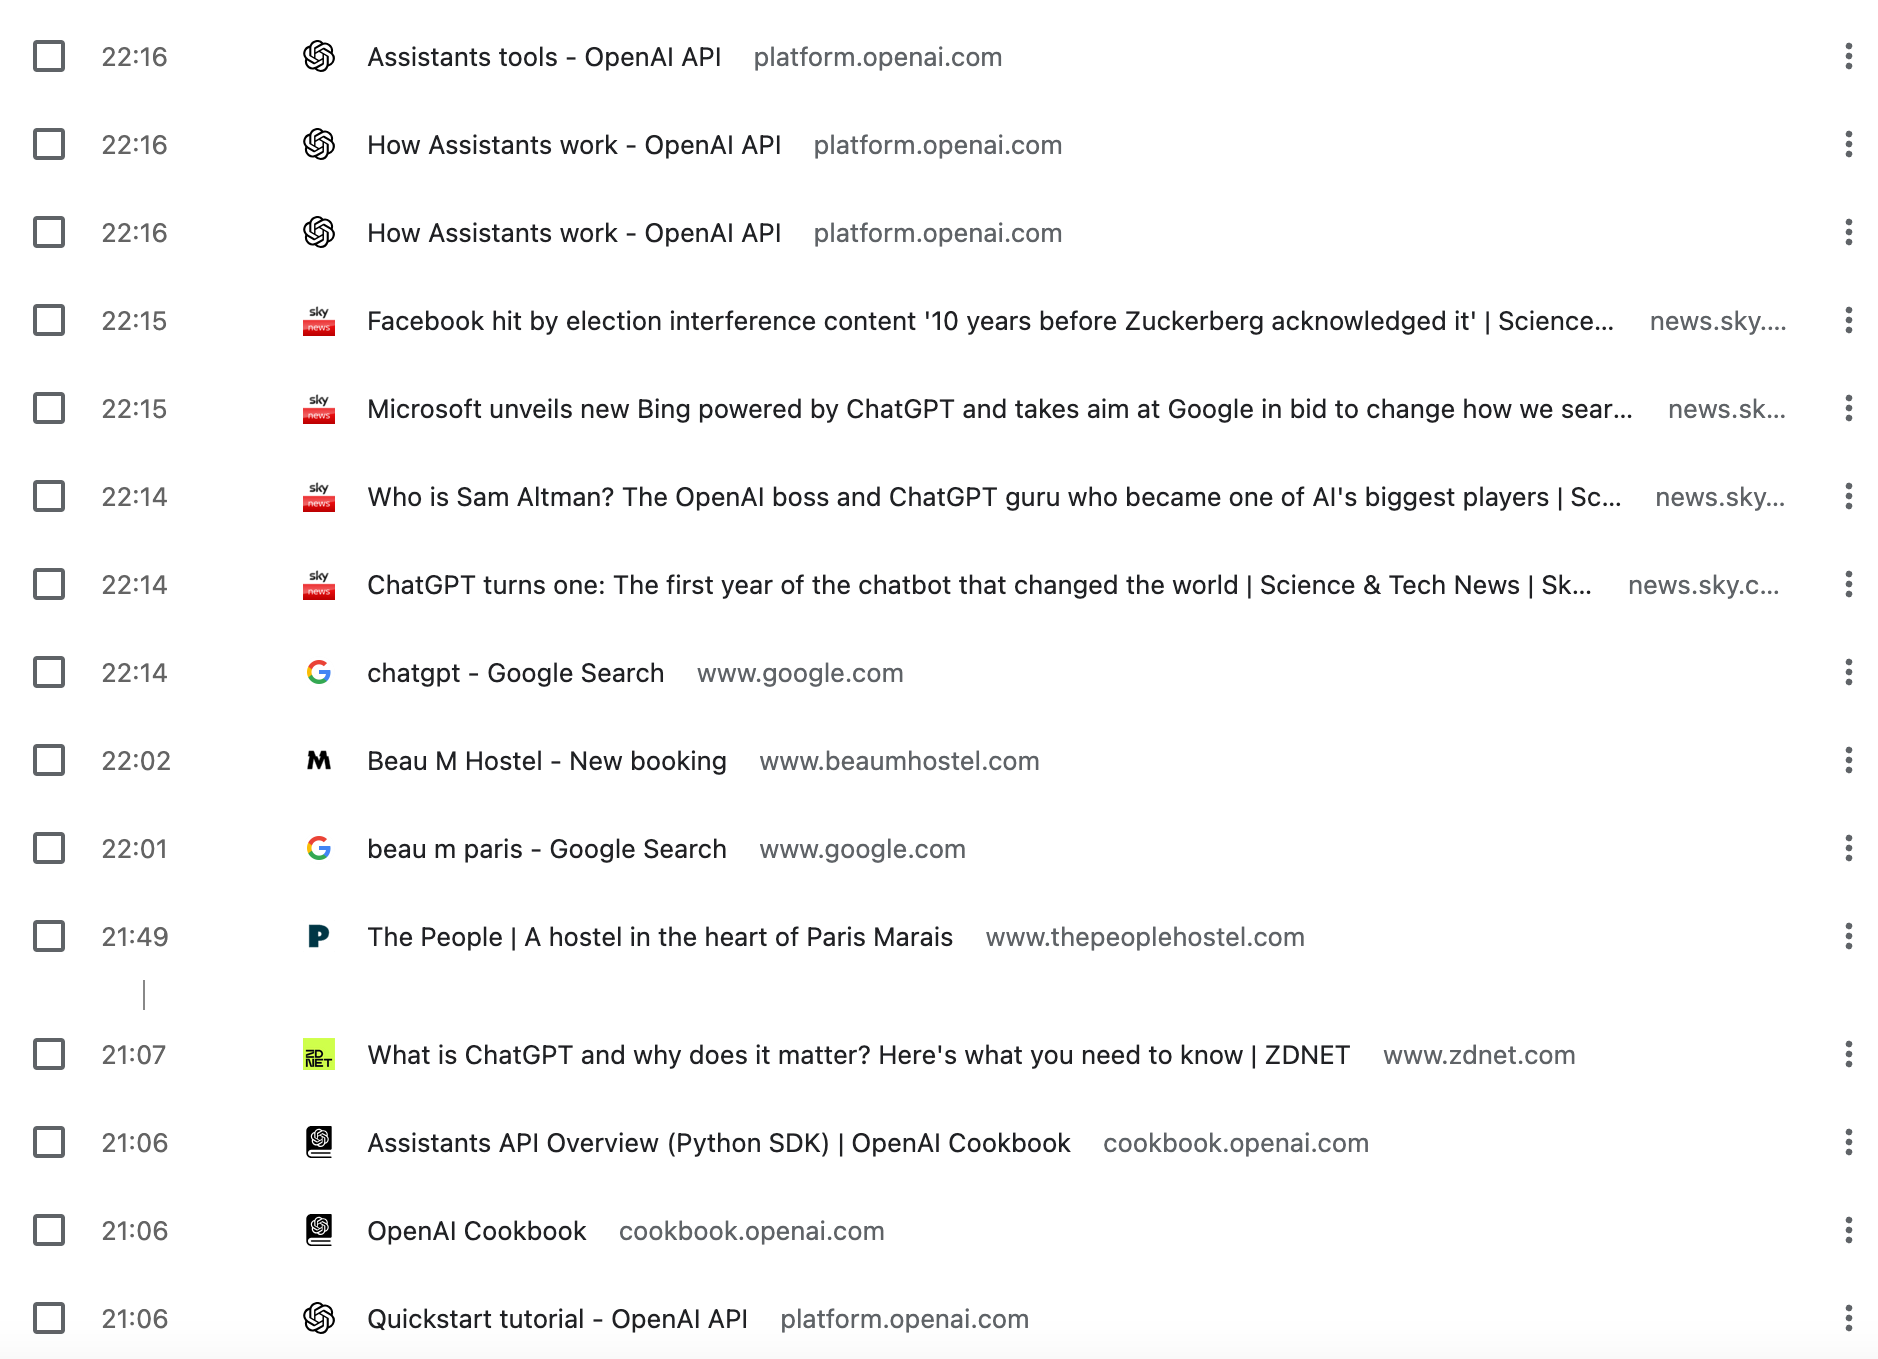 22:16 Assistants tools - OpenAI API platform.openai.com
22:16 How Assistants work - OpenAI API platform.openai.com
22:16 How Assistants work - OpenAI API platform.openai.com
22:15 sky news Facebook hit by election interference content '10 years before Zuckerberg acknowledged it' | Science... news.sky....
22:15 sky news Microsoft unveils new Bing powered by ChatGPT and takes aim at Google in bid to change how we sear... news.sk...
22:14 sky news Who is Sam Altman? The OpenAI boss and ChatGPT guru who became one of AI's biggest players | Sc... news.sky...
22:14 sky news ChatGPT turns one: The first year of the chatbot that changed the world | Science & Tech News | Sk... news.sky.c...
22:14 G chatgpt - Google Search www.google.com
22:02 M Beau M Hostel - New booking www.beaumhostel.com
22:01 G beau m paris - Google Search www.google.com
21:49 P The People | A hostel in the heart of Paris Marais www.thepeoplehostel.com
21:07 ZDNET What is ChatGPT and why does it matter? Here's what you need to know | ZDNET www.zdnet.com
21:06 Assistants API Overview (Python SDK) | OpenAI Cookbook cookbook.openai.com
21:06 OpenAI Cookbook cookbook.openai.com
21:06 Quickstart tutorial - OpenAI API platform.openai.com